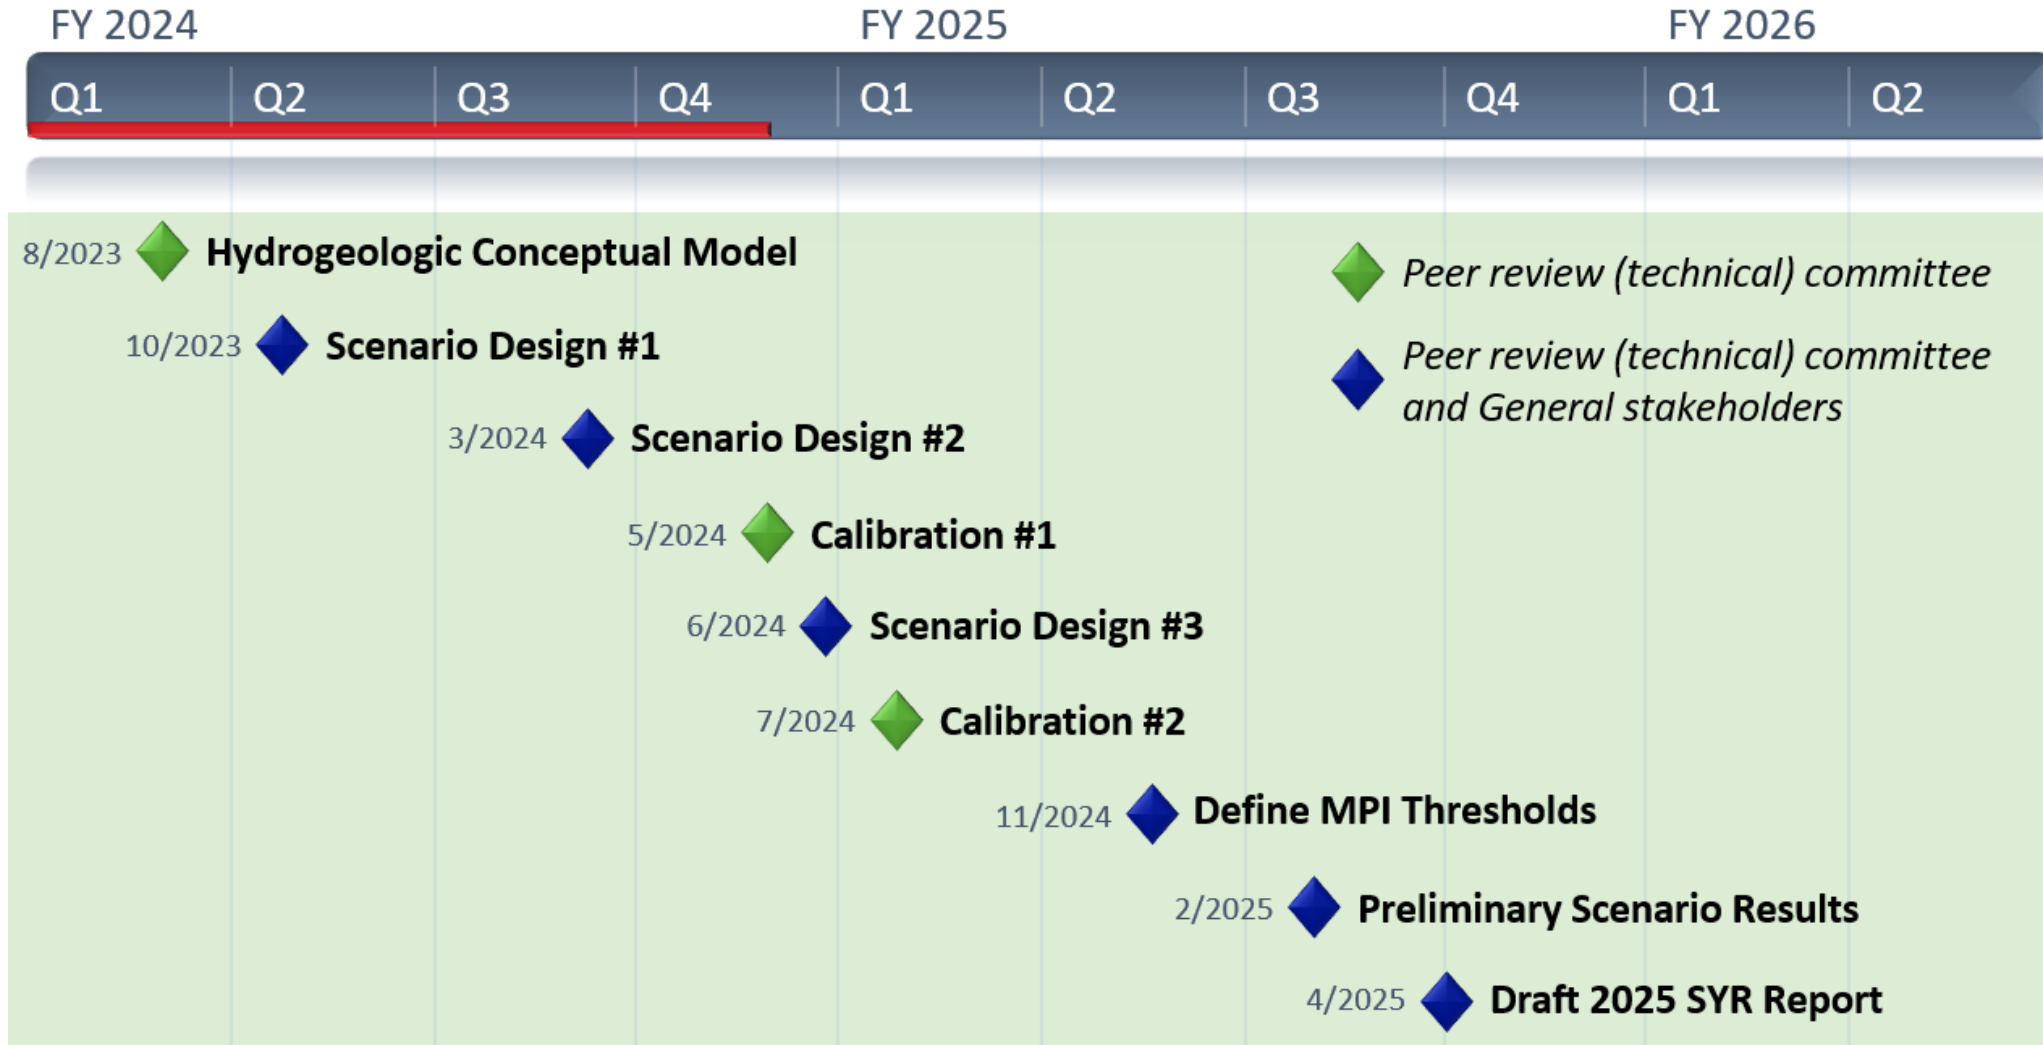 FY 2024 FY 2025 FY 2026
Q1 Q2 Q3 Q4 Q1 Q2 Q3 Q4 Q1 Q2
8/2023 Hydrogeologic Conceptual Model
10/2023 Scenario Design #1
3/2024 Scenario Design #2
5/2024 Calibration #1
6/2024 Scenario Design #3
7/2024 Calibration #2
11/2024 Define MPI Thresholds
2/2025 Preliminary Scenario Results
4/2025 Draft 2025 SYR Report
Peer review (technical) committee
Peer review (technical) committee
and General stakeholders